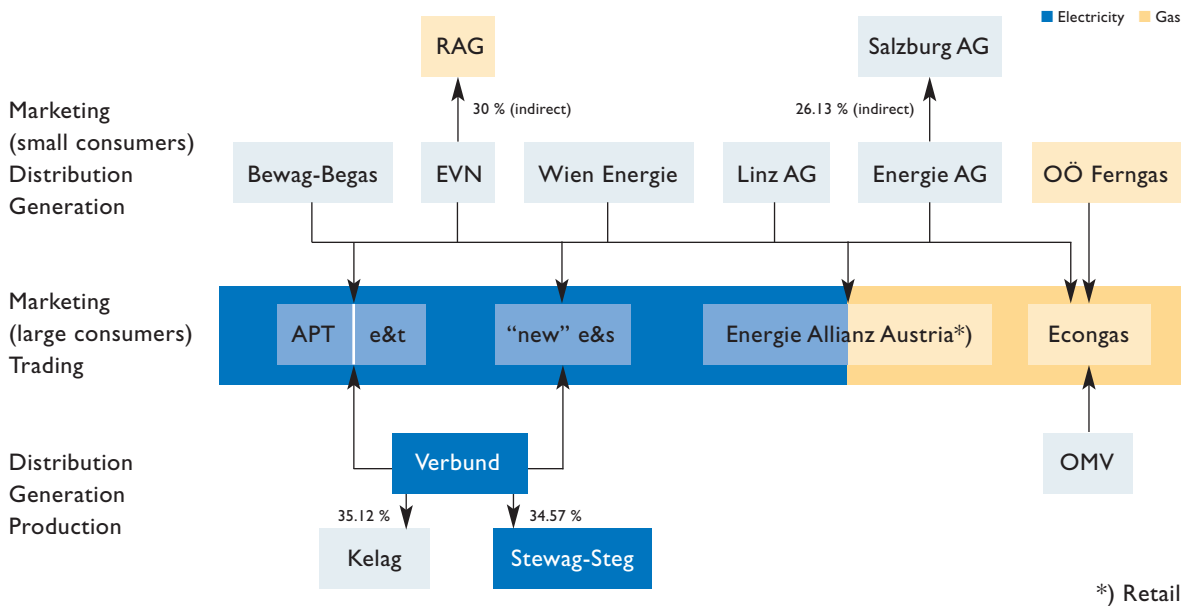 Electricity Gas
RAG
Salzburg AG
30 % (indirect)
26.13 % (indirect)
Marketing
(small consumers)
Distribution
Generation
Bewag-Begas
EVN
Wien Energie
Linz AG
Energie AG
OÖ Ferngas
Marketing
(large consumers)
Trading
APT
e&t
“new” e&s
Energie Allianz Austria*)
Econgas
Distribution
Generation
Production
Verbund
OMV
35.12 %
34.57 %
Kelag
Stewag-Steg
*) Retail